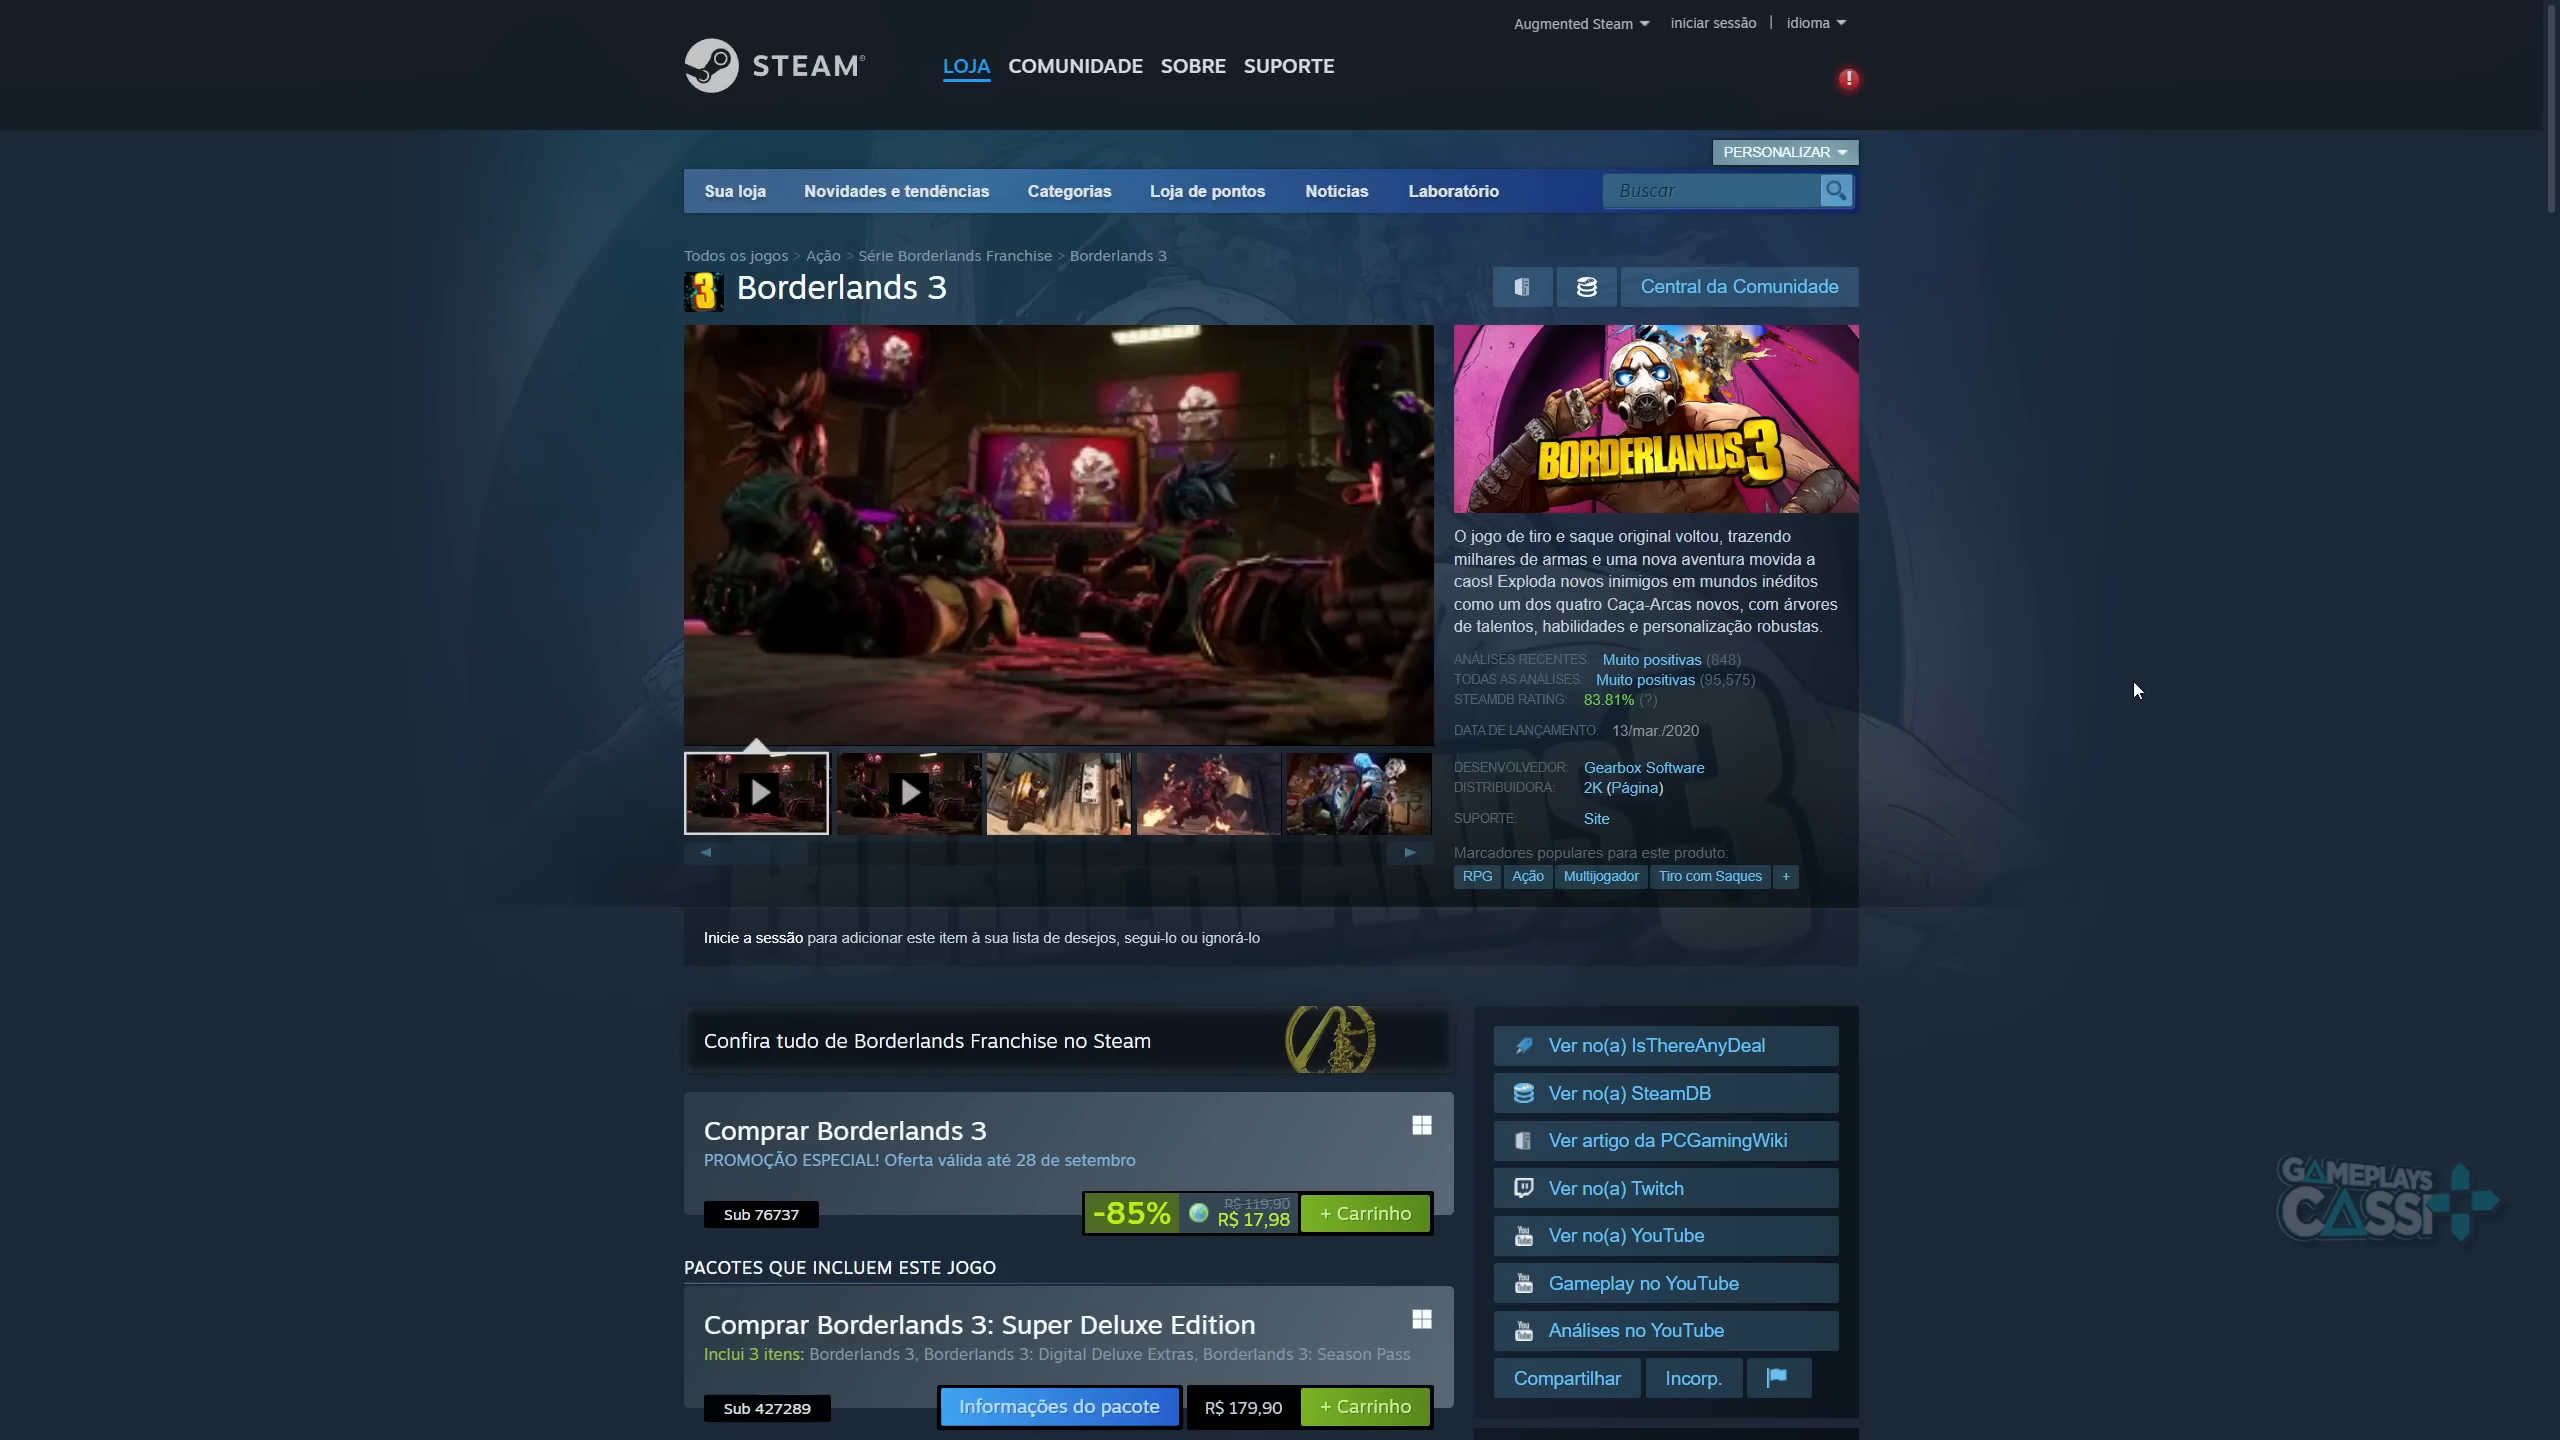 Augmented Steam
iniciar sessão | idioma
STEAM®
LOJA COMUNIDADE SOBRE SUPORTE
PERSONALIZAR
Sua loja Novidades e tendências Categorias Loja de pontos Notícias Laboratório Buscar
Todos os jogos > Ação > Série Borderlands Franchise > Borderlands 3
Borderlands 3
Central da Comunidade
BORDERLANDS 3
O jogo de tiro e saque original voltou, trazendo
milhares de armas e uma nova aventura movida a
caos! Exploda novos inimigos em mundos inéditos
como um dos quatro Caça-Arcas novos, com árvores
de talentos, habilidades e personalização robustas.
ANÁLISES RECENTES: Muito positivas (848)
TODAS AS ANÁLISES: Muito positivas (95,575)
STEAMDB RATING: 83.81% (?)
DATA DE LANÇAMENTO: 13/mar./2020
DESENVOLVEDOR: Gearbox Software
DISTRIBUIDORA: 2K (Página)
SUPORTE: Site
Marcadores populares para este produto:
RPG Ação Multijogador Tiro com Saques +
Inicie a sessão para adicionar este item à sua lista de desejos, segui-lo ou ignorá-lo
Confira tudo de Borderlands Franchise no Steam
Comprar Borderlands 3
PROMOÇÃO ESPECIAL! Oferta válida até 28 de setembro
Sub 76737
-85% R$ 119,90
R$ 17,98
+ Carrinho
PACOTES QUE INCLUEM ESTE JOGO
Comprar Borderlands 3: Super Deluxe Edition
Inclui 3 itens: Borderlands 3, Borderlands 3: Digital Deluxe Extras, Borderlands 3: Season Pass
Sub 427289
Informações do pacote R$ 179,90 + Carrinho
Ver no(a) IsThereAnyDeal
Ver no(a) SteamDB
Ver artigo da PCGamingWiki
Ver no(a) Twitch
Ver no(a) YouTube
Gameplay no YouTube
Análises no YouTube
Compartilhar Incorp.
GAMEPLAYS
CASSI